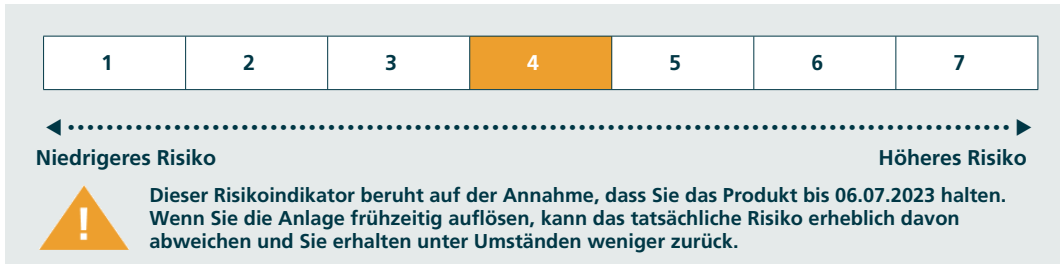 1 2 3 4 5 6 7
Niedrigeres Risiko Höheres Risiko
Dieser Risikoindikator beruht auf der Annahme, dass Sie das Produkt bis 06.07.2023 halten.
Wenn Sie die Anlage frühzeitig auflösen, kann das tatsächliche Risiko erheblich davon
abweichen und Sie erhalten unter Umständen weniger zurück.